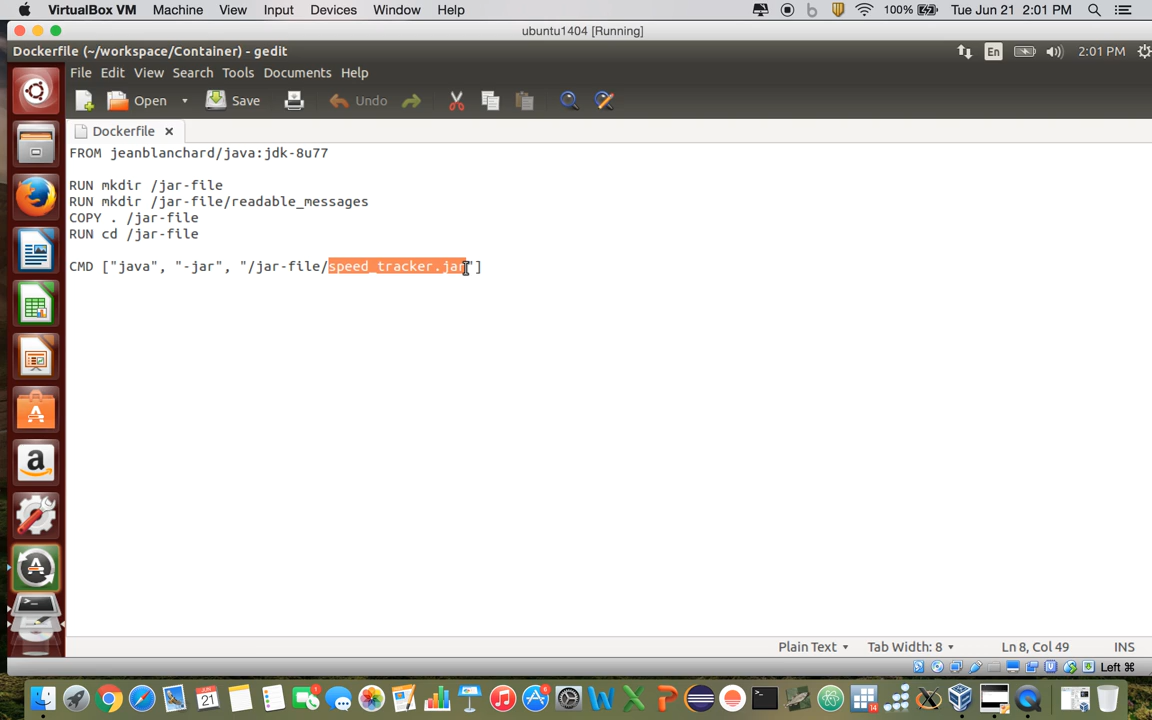 VirtualBox VM Machine View Input Devices Window Help 100% Tue Jun 21 2:01 PM
ubuntu1404 [Running]
Dockerfile (~/workspace/Container) - gedit En 2:01 PM
File Edit View Search Tools Documents Help
Open Save Undo
Dockerfile
FROM jeanblanchard/java:jdk-8u77
RUN mkdir /jar-file
RUN mkdir /jar-file/readable_messages
COPY . /jar-file
RUN cd /jar-file
CMD ["java", "-jar", "/jar-file/speed_tracker.jar"]
Plain Text Tab Width: 8 Ln 8, Col 49 INS
Left ⌘